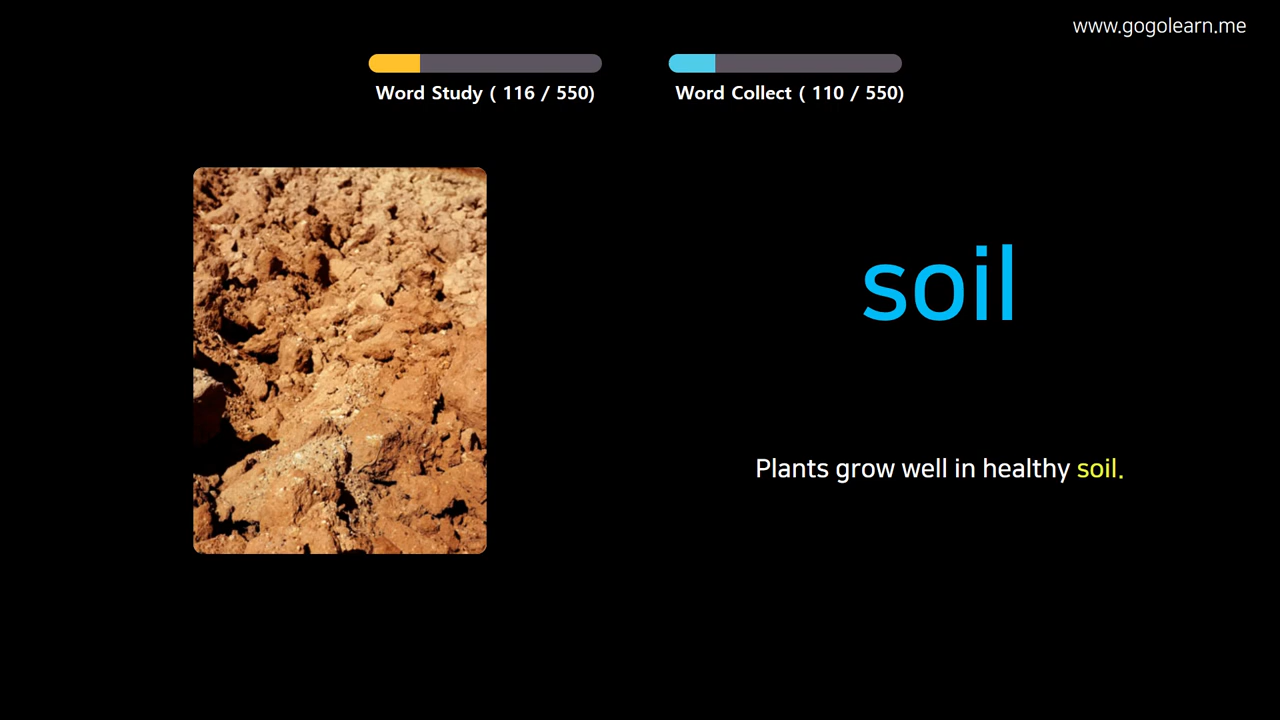 www.gogolearn.me
Word Study ( 116 / 550)
Word Collect ( 110 / 550)
soil
Plants grow well in healthy soil.